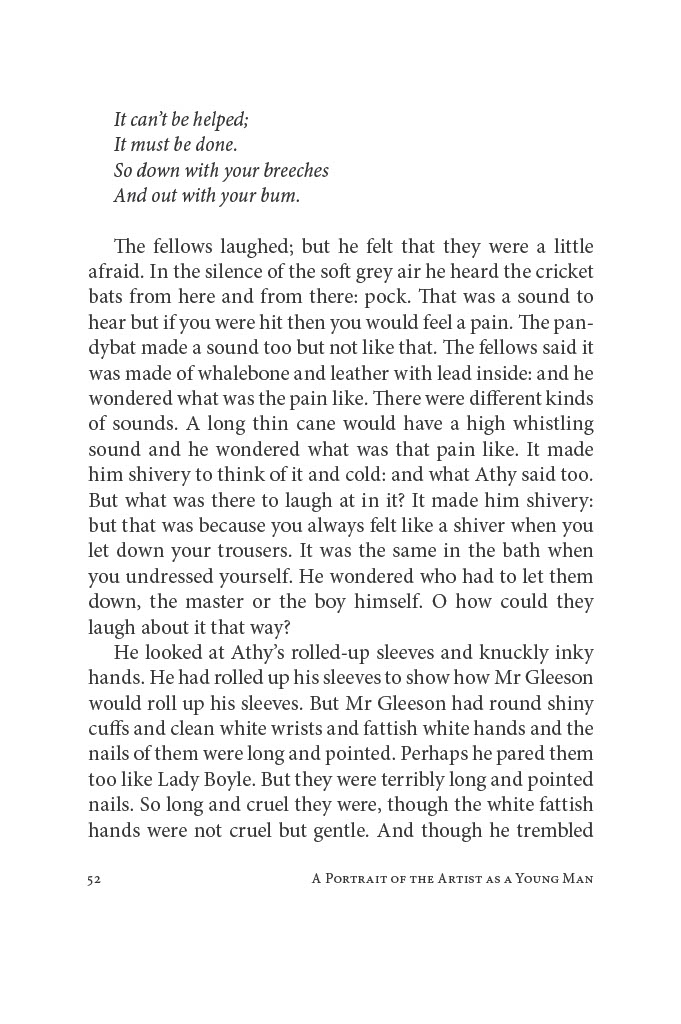 It can’t be helped;
It must be done.
So down with your breeches
And out with your bum.
The fellows laughed; but he felt that they were a little
afraid. In the silence of the soft grey air he heard the cricket
bats from here and from there: pock. That was a sound to
hear but if you were hit then you would feel a pain. The pan-
dybat made a sound too but not like that. The fellows said it
was made of whalebone and leather with lead inside: and he
wondered what was the pain like. There were different kinds
of sounds. A long thin cane would have a high whistling
sound and he wondered what was that pain like. It made
him shivery to think of it and cold: and what Athy said too.
But what was there to laugh at in it? It made him shivery:
but that was because you always felt like a shiver when you
let down your trousers. It was the same in the bath when
you undressed yourself. He wondered who had to let them
down, the master or the boy himself. O how could they
laugh about it that way?
He looked at Athy’s rolled-up sleeves and knuckly inky
hands. He had rolled up his sleeves to show how Mr Gleeson
would roll up his sleeves. But Mr Gleeson had round shiny
cuffs and clean white wrists and fattish white hands and the
nails of them were long and pointed. Perhaps he pared them
too like Lady Boyle. But they were terribly long and pointed
nails. So long and cruel they were, though the white fattish
hands were not cruel but gentle. And though he trembled
52 A Portrait of the Artist as a Young Man